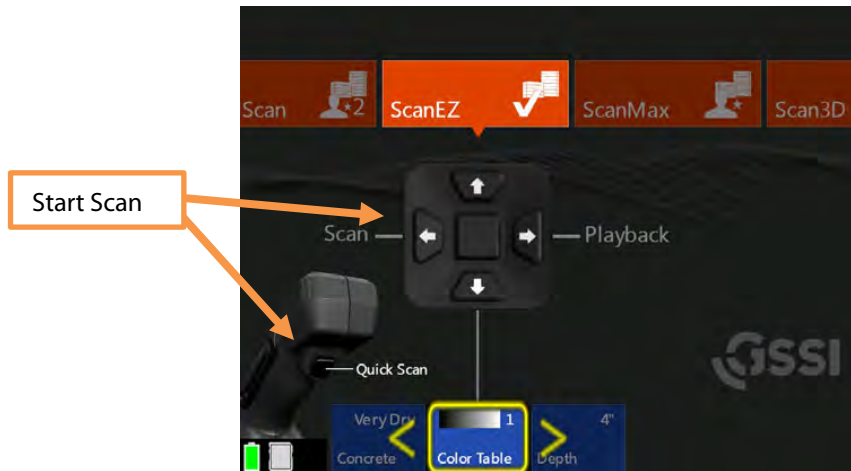 Scan
2
ScanEZ
ScanMax
Scan3D
Start Scan
Scan
Playback
GSSI
Quick Scan
Very Dry
1
4"
Concrete
Color Table
Depth